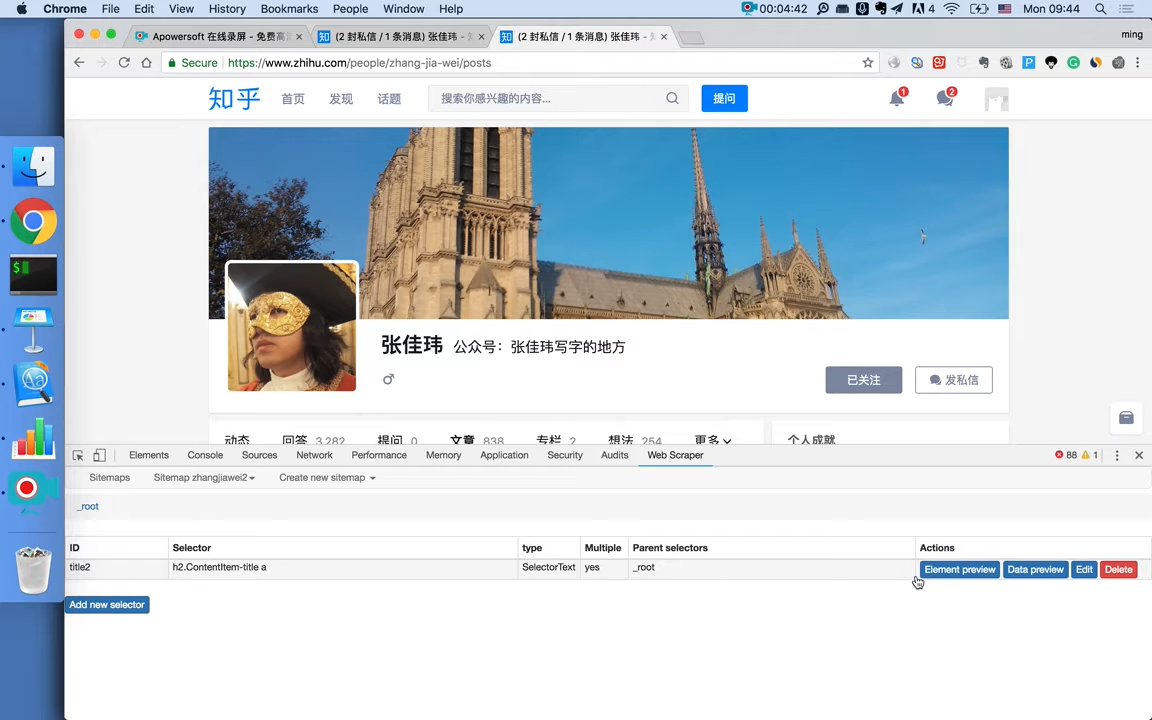 Chrome File Edit View History Bookmarks People Window Help 00:04:42 4 Mon 09:44
Apowersoft 在线录屏 - 免费高 (2 封私信 / 1 条消息) 张佳玮 - (2 封私信 / 1 条消息) 张佳玮 - ming
Secure https://www.zhihu.com/people/zhang-jia-wei/posts
知乎 首页 发现 话题 搜索你感兴趣的内容... 提问 1 2
张佳玮 公众号：张佳玮写字的地方
已关注 发私信
动态 回答 3,282 提问 0 文章 838 专栏 2 想法 254 更多 个人成就
Elements Console Sources Network Performance Memory Application Security Audits Web Scraper 88 1
Sitemaps Sitemap zhangjiawei2 Create new sitemap
_root
ID Selector type Multiple Parent selectors Actions
title2 h2.ContentItem-title a SelectorText yes _root Element preview Data preview Edit Delete
Add new selector